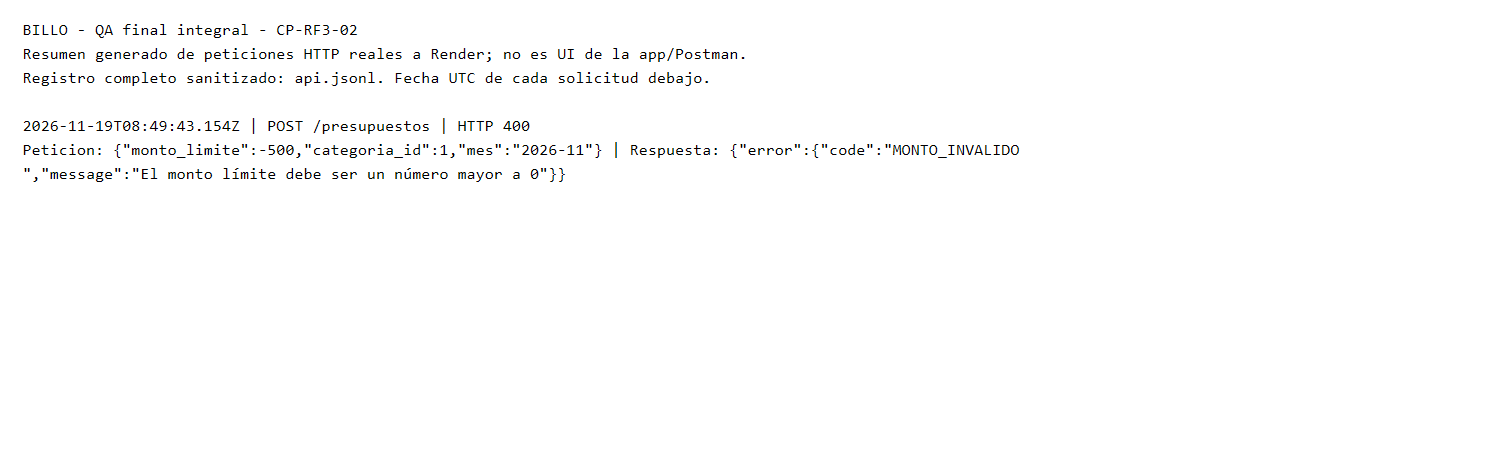 BILLO - QA final integral - CP-RF3-02
Resumen generado de peticiones HTTP reales a Render; no es UI de la app/Postman.
Registro completo sanitizado: api.jsonl. Fecha UTC de cada solicitud debajo.
2026-11-19T08:49:43.154Z | POST /presupuestos | HTTP 400
Peticion: {"monto_limite":-500,"categoria_id":1,"mes":"2026-11"} | Respuesta: {"error":{"code":"MONTO_INVALIDO
","message":"El monto límite debe ser un número mayor a 0"}}